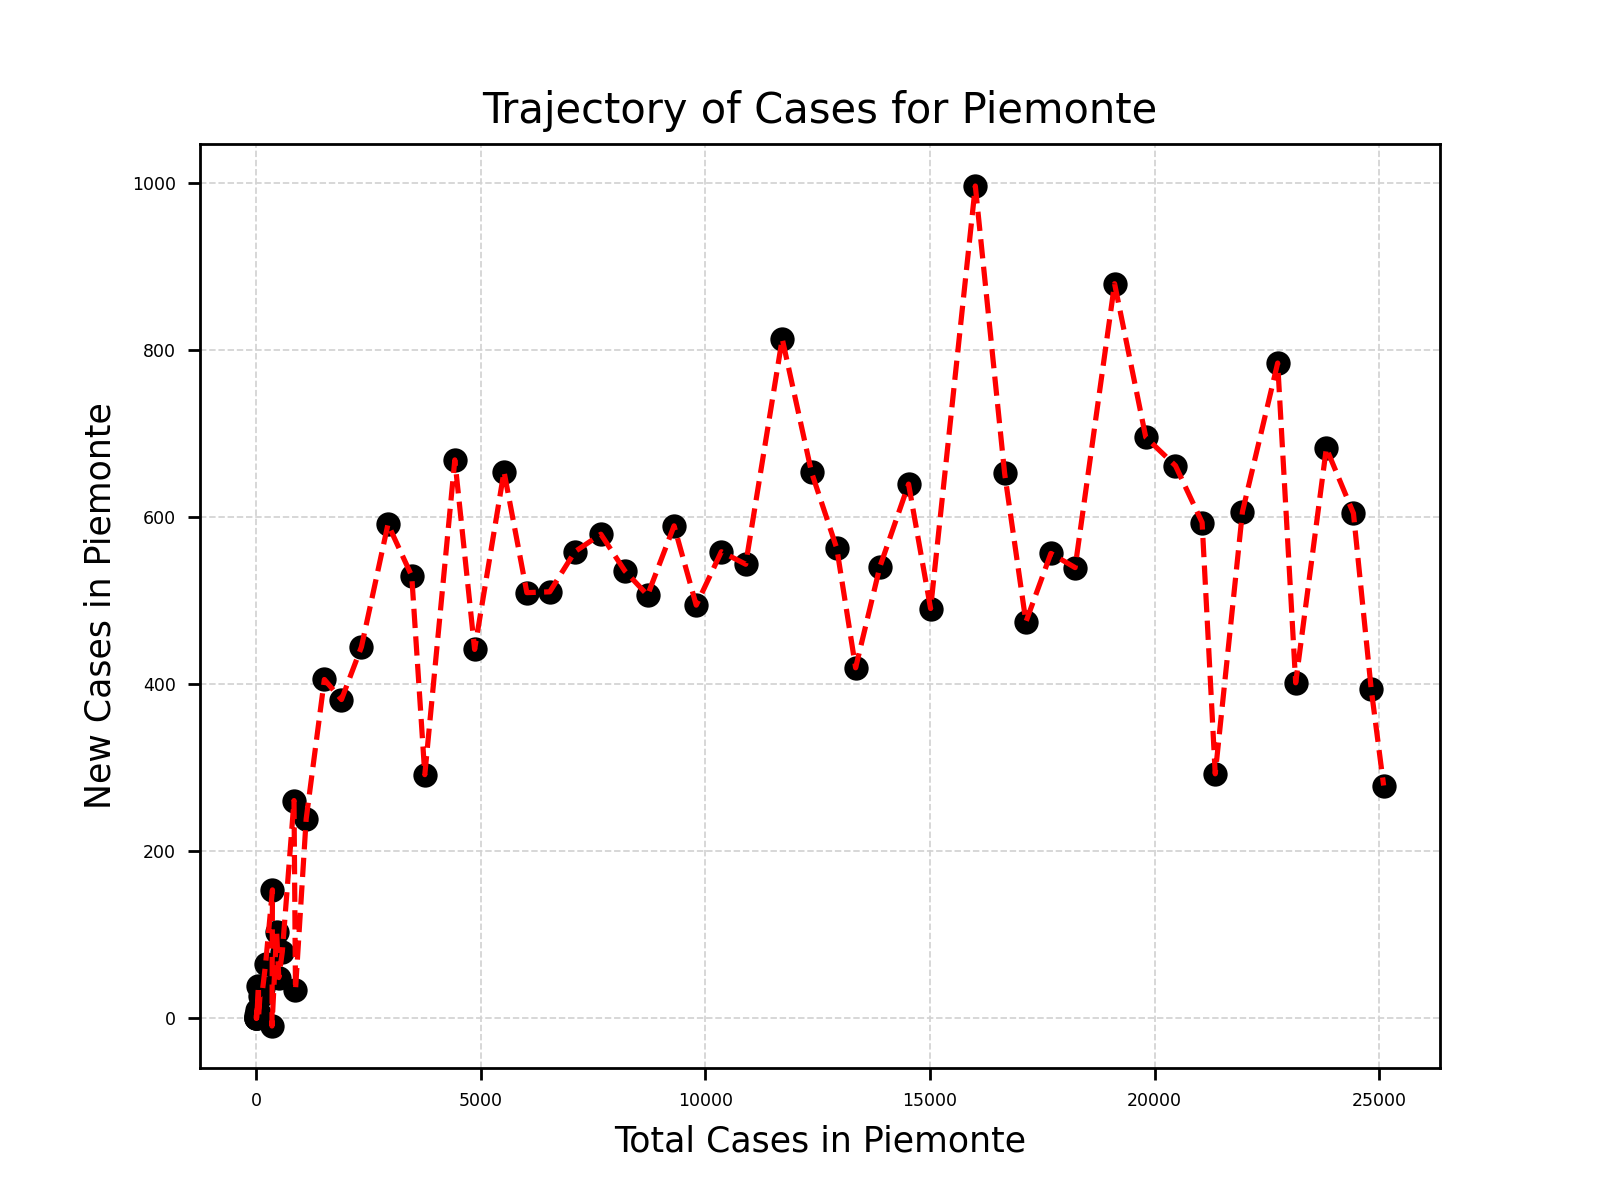 Trajectory of Cases for Piemonte
New Cases in Piemonte
1000
800
600
400
200
0
0 5000 10000 15000 20000 25000
Total Cases in Piemonte